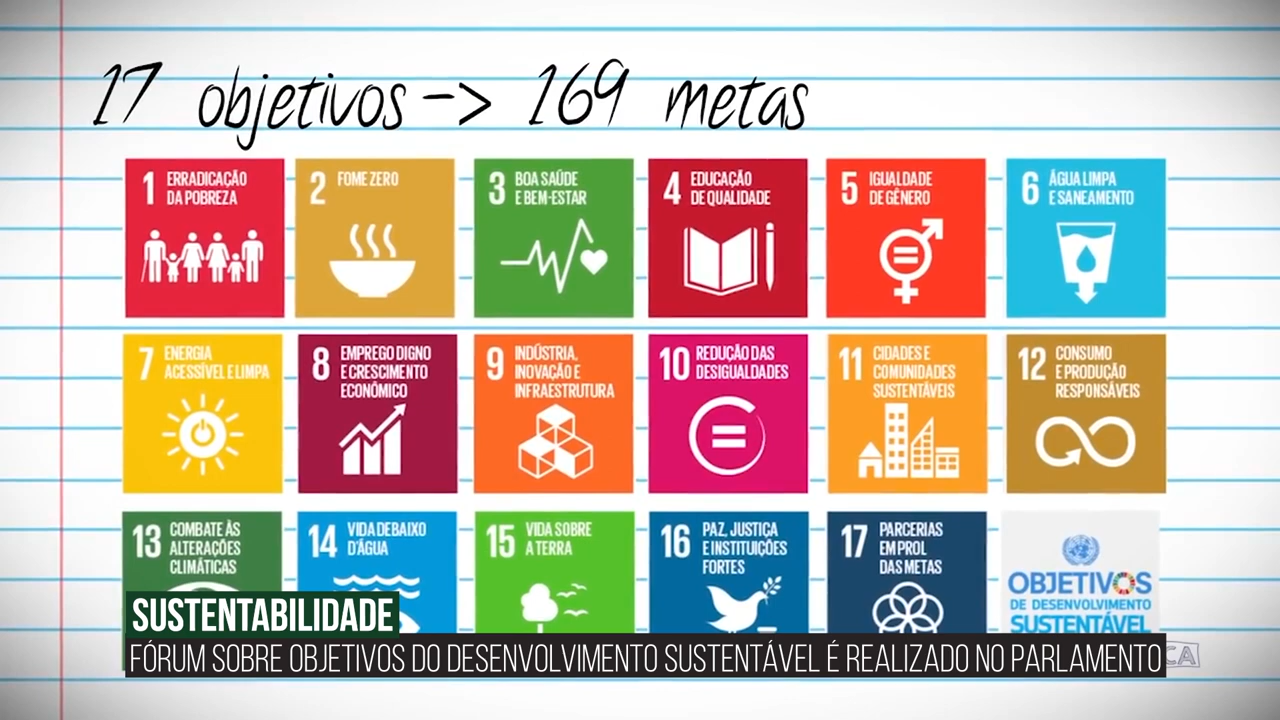 17 objetivos -> 169 metas
1 ERRADICAÇÃO
DA POBREZA
2 FOME ZERO
3 BOA SAÚDE
E BEM-ESTAR
4 EDUCAÇÃO
DE QUALIDADE
5 IGUALDADE
DE GÊNERO
6 ÁGUA LIMPA
E SANEAMENTO
7 ENERGIA
ACESSÍVEL E LIMPA
8 EMPREGO DIGNO
E CRESCIMENTO
ECONÔMICO
9 INDÚSTRIA,
INOVAÇÃO E
INFRAESTRUTURA
10 REDUÇÃO DAS
DESIGUALDADES
11 CIDADES E
COMUNIDADES
SUSTENTÁVEIS
12 CONSUMO
E PRODUÇÃO
RESPONSÁVEIS
13 COMBATE ÀS
ALTERAÇÕES
CLIMÁTICAS
14 VIDA DEBAIXO
D'ÁGUA
15 VIDA SOBRE
A TERRA
16 PAZ, JUSTIÇA
E INSTITUIÇÕES
FORTES
17 PARCERIAS
EM PROL
DAS METAS
OBJETIVOS
DE DESENVOLVIMENTO
SUSTENTÁVEL
SUSTENTABILIDADE
FÓRUM SOBRE OBJETIVOS DO DESENVOLVIMENTO SUSTENTÁVEL É REALIZADO NO PARLAMENTO